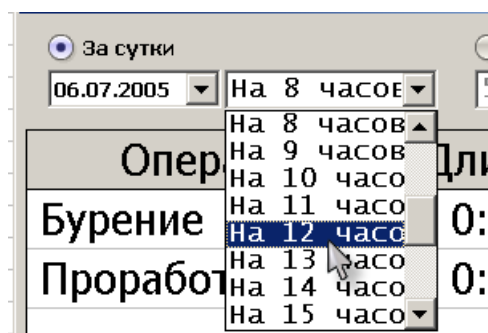 За сутки
06.07.2005
На 8 часов
На 8 часов
На 9 часов
На 10 часо
На 11 часо
На 12 часо
На 13 часо
На 14 часо
На 15 часо
Опер
Дли
Бурение
0:
Проработ
0: